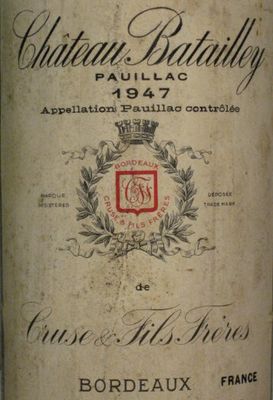 Château Batailley
PAUILLAC
1947
Appellation Pauillac contrôlée
BORDEAUX
CRUSE & FILS FRÈRES
MARQUE
DÉPOSÉE
REGISTERED
TRADE MARK
de
Cruse & Fils Frères
BORDEAUX
FRANCE